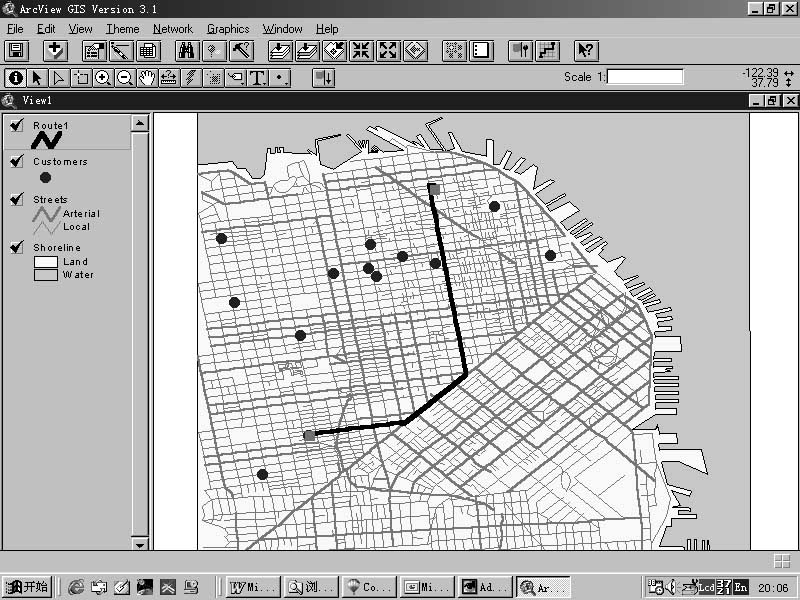 ArcView GIS Version 3.1
File Edit View Theme Network Graphics Window Help
Scale 1:
-122.39
37.79
View1
Route1
Customers
Streets
Arterial
Local
Shoreline
Land
Water
开始 Mi... 浏... Co... Mi... Ad... Ar... Lcd En 20:06